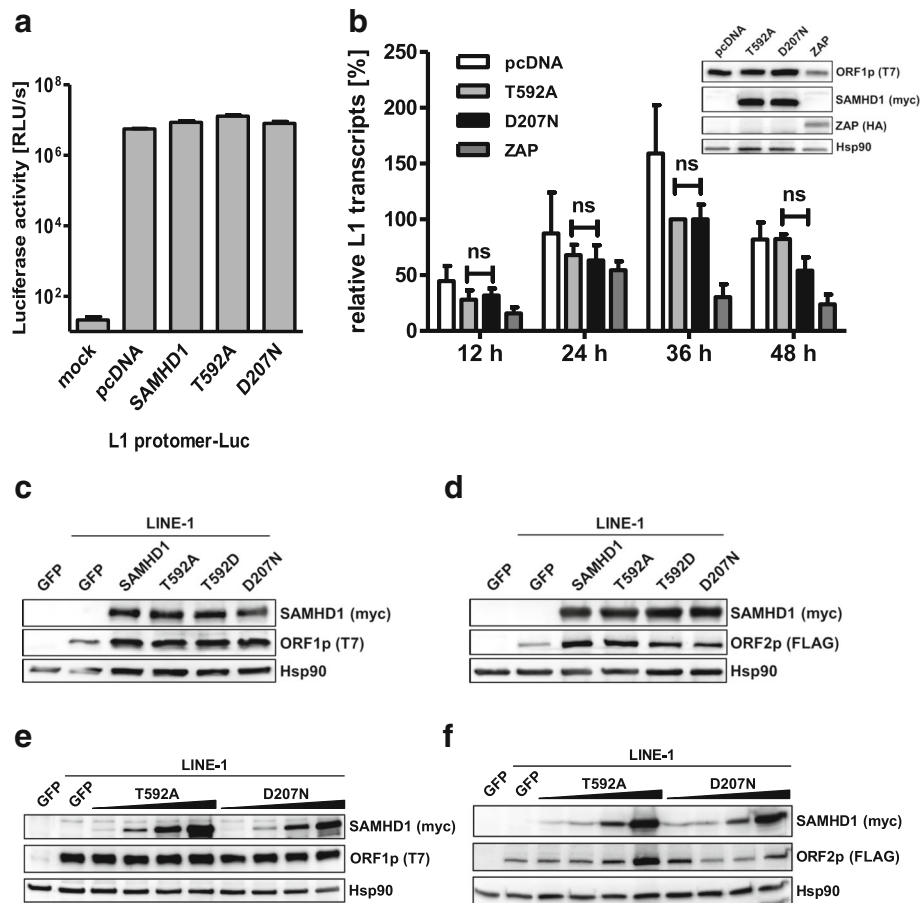 a
Luciferase activity [RLU/s]
10^8
10^6
10^4
10^2
mock
pcDNA
SAMHD1
T592A
D207N
L1 protomer-Luc
b
relative L1 transcripts [%]
250
200
150
100
50
0
pcDNA
T592A
D207N
ZAP
ns
ns
ns
ns
12 h
24 h
36 h
48 h
pcDNA
T592A
D207N
ZAP
ORF1p (T7)
SAMHD1 (myc)
ZAP (HA)
Hsp90
c
LINE-1
GFP
GFP
SAMHD1
T592A
T592D
D207N
SAMHD1 (myc)
ORF1p (T7)
Hsp90
d
LINE-1
GFP
GFP
SAMHD1
T592A
T592D
D207N
SAMHD1 (myc)
ORF2p (FLAG)
Hsp90
e
LINE-1
GFP
GFP
T592A
D207N
SAMHD1 (myc)
ORF1p (T7)
Hsp90
f
LINE-1
GFP
GFP
T592A
D207N
SAMHD1 (myc)
ORF2p (FLAG)
Hsp90